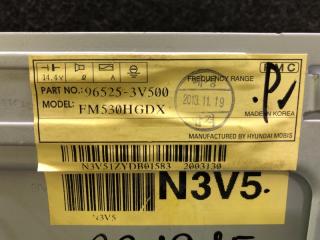 14.4V
FREQUENCY RANGE
PART NO.: 96525-3V500
2013.11.19
MODEL: FM530HGDX
.P✓
MADE IN KOREA
MANUFACTURED BY HYUNDAI MOBIS
N3V51ZYDB01583 2003130
N3V5.
N3V5